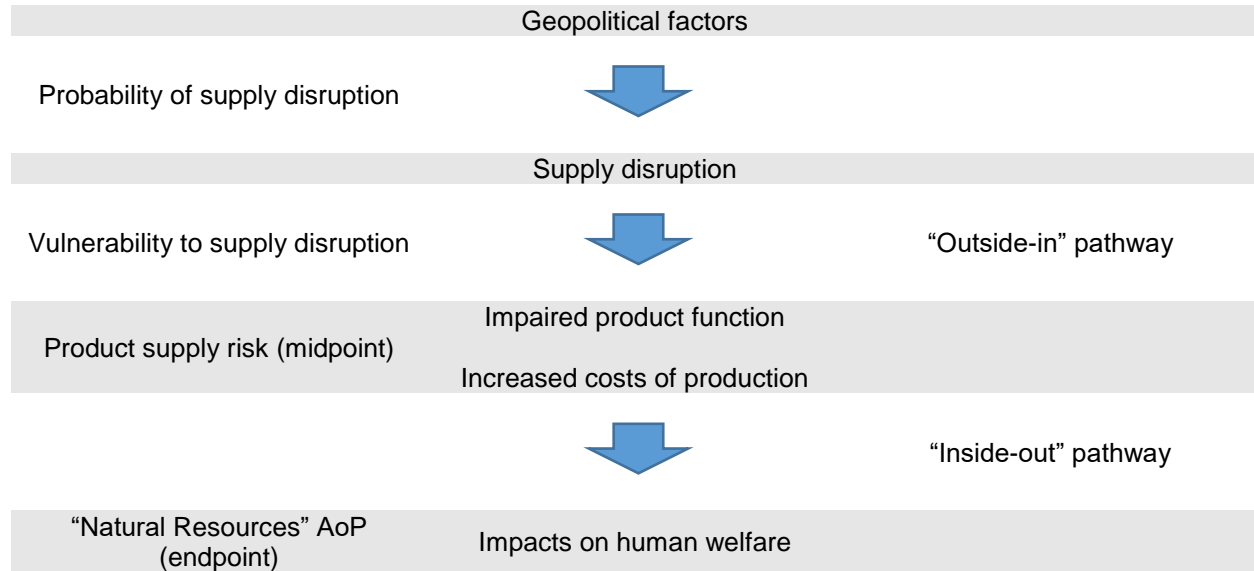 Geopolitical factors
Probability of supply disruption
Supply disruption
Vulnerability to supply disruption
“Outside-in” pathway
Impaired product function
Product supply risk (midpoint)
Increased costs of production
“Inside-out” pathway
“Natural Resources” AoP
(endpoint)
Impacts on human welfare